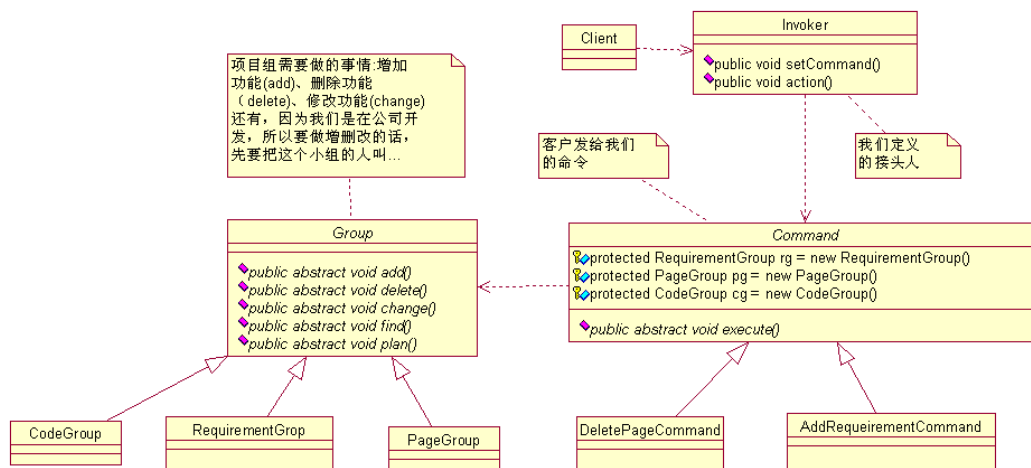 Client
Invoker
public void setCommand()
public void action()
项目组需要做的事情:增加
功能(add)、删除功能
（delete)、修改功能(change)
还有，因为我们是在公司开
发，所以要做增删改的话，
先要把这个小组的人叫...
客户发给我们
的命令
我们定义
的接头人
Group
public abstract void add()
public abstract void delete()
public abstract void change()
public abstract void find()
public abstract void plan()
Command
protected RequirementGroup rg = new RequirementGroup()
protected PageGroup pg = new PageGroup()
protected CodeGroup cg = new CodeGroup()
public abstract void execute()
CodeGroup
RequirementGrop
PageGroup
DeletePageCommand
AddRequeirementCommand